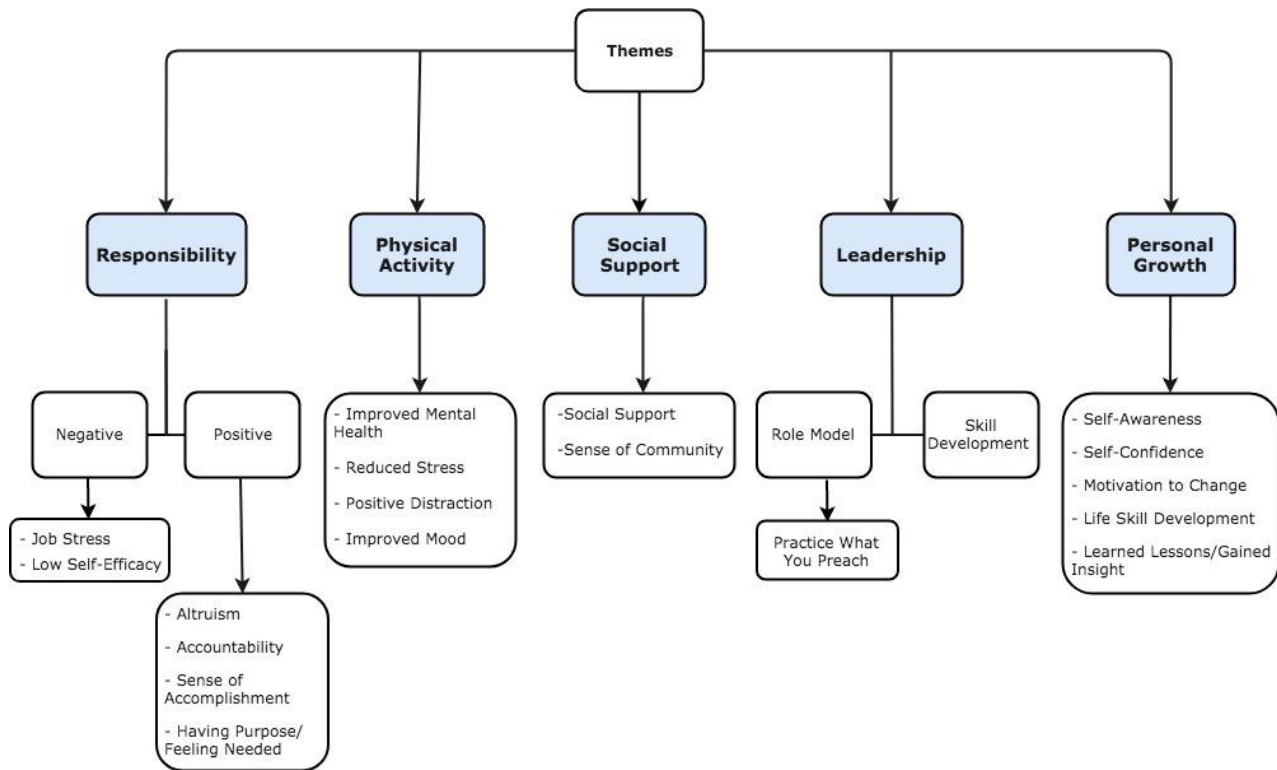 Themes
Responsibility
Physical
Activity
Social
Support
Leadership
Personal
Growth
Negative
Positive
- Job Stress
- Low Self-Efficacy
- Altruism
- Accountability
- Sense of
Accomplishment
- Having Purpose/
Feeling Needed
- Improved Mental
Health
- Reduced Stress
- Positive Distraction
- Improved Mood
-Social Support
-Sense of Community
Role Model
Skill
Development
Practice What
You Preach
- Self-Awareness
- Self-Confidence
- Motivation to Change
- Life Skill Development
- Learned Lessons/Gained
Insight